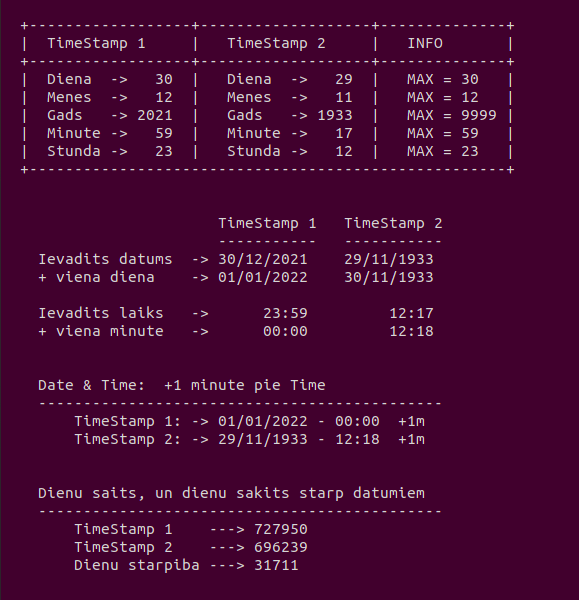 +------------------+-------------------+--------------+
|  TimeStamp 1     |   TimeStamp 2     |   INFO       |
+------------------+-------------------+--------------+
|  Diena  ->   30  |   Diena  ->   29  |   MAX = 30   |
|  Menes  ->   12  |   Menes  ->   11  |   MAX = 12   |
|  Gads   -> 2021  |   Gads   -> 1933  |   MAX = 9999 |
|  Minute ->   59  |   Minute ->   17  |   MAX = 59   |
|  Stunda ->   23  |   Stunda ->   12  |   MAX = 23   |
+-----------------------------------------------------+
TimeStamp 1   TimeStamp 2
-----------   -----------
Ievadits datums  -> 30/12/2021    29/11/1933
+ viena diena    -> 01/01/2022    30/11/1933
Ievadits laiks   ->      23:59         12:17
+ viena minute   ->      00:00         12:18
Date & Time:  +1 minute pie Time
---------------------------------------------
TimeStamp 1: -> 01/01/2022 - 00:00  +1m
TimeStamp 2: -> 29/11/1933 - 12:18  +1m
Dienu saits, un dienu sakits starp datumiem
---------------------------------------------
TimeStamp 1    ---> 727950
TimeStamp 2    ---> 696239
Dienu starpiba ---> 31711